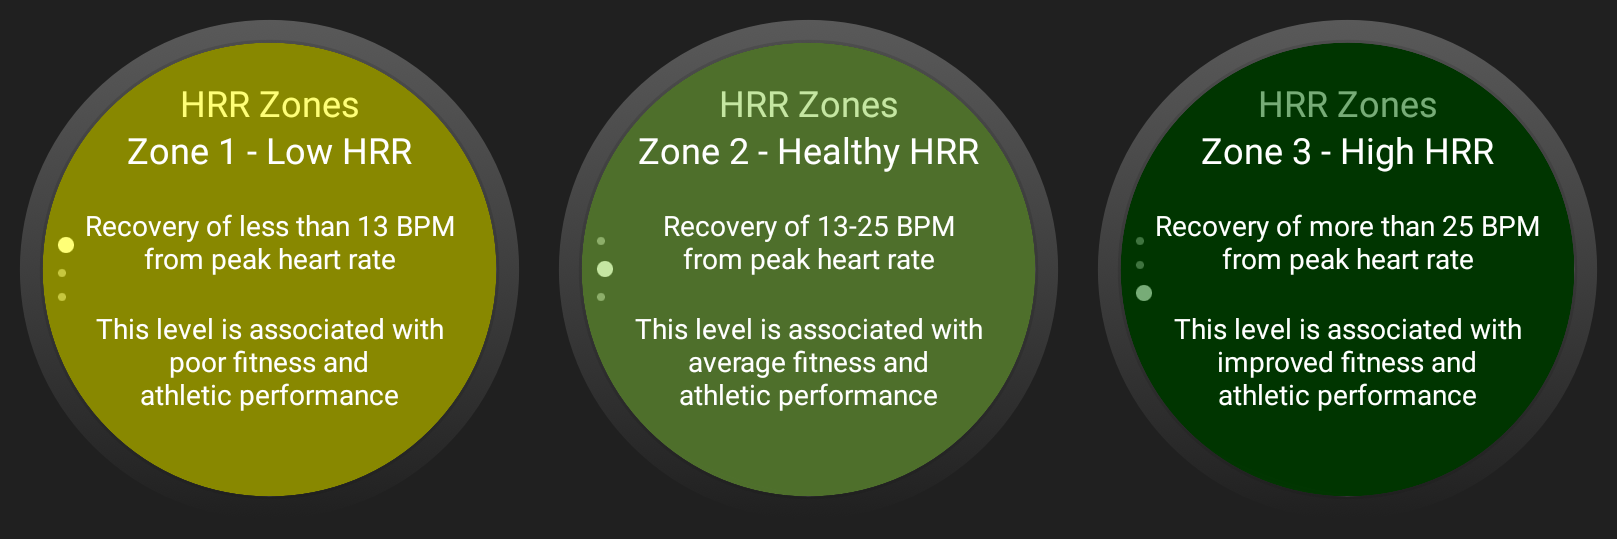 HRR Zones
Zone 1 - Low HRR
Recovery of less than 13 BPM
from peak heart rate
This level is associated with
poor fitness and
athletic performance
HRR Zones
Zone 2 - Healthy HRR
Recovery of 13-25 BPM
from peak heart rate
This level is associated with
average fitness and
athletic performance
HRR Zones
Zone 3 - High HRR
Recovery of more than 25 BPM
from peak heart rate
This level is associated with
improved fitness and
athletic performance